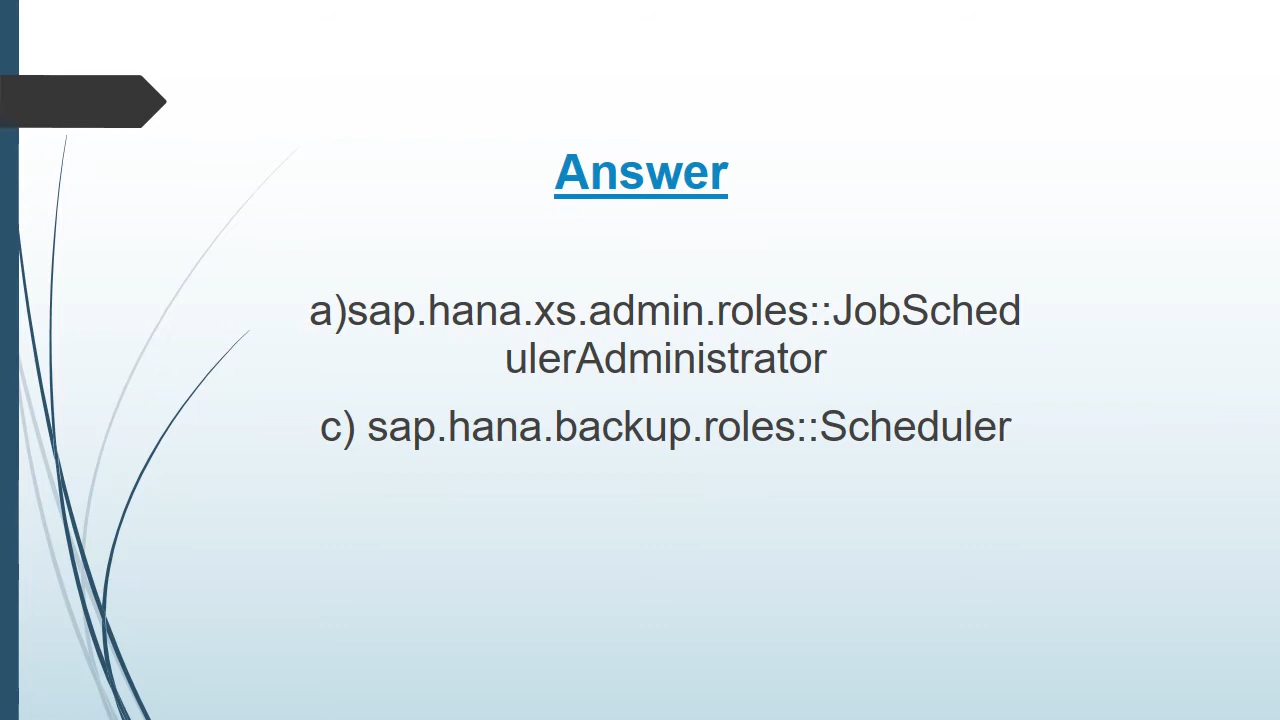 Answer
a)sap.hana.xs.admin.roles::JobSched
ulerAdministrator
c) sap.hana.backup.roles::Scheduler